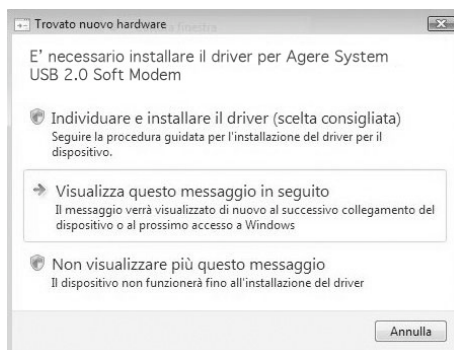 Trovato nuovo hardware
E' necessario installare il driver per Agere System
USB 2.0 Soft Modem
Individuare e installare il driver (scelta consigliata)
Seguire la procedura guidata per l'installazione del driver per il
dispositivo.
Visualizza questo messaggio in seguito
Il messaggio verrà visualizzato di nuovo al successivo collegamento del
dispositivo o al prossimo accesso a Windows
Non visualizzare più questo messaggio
Il dispositivo non funzionerà fino all'installazione del driver
Annulla